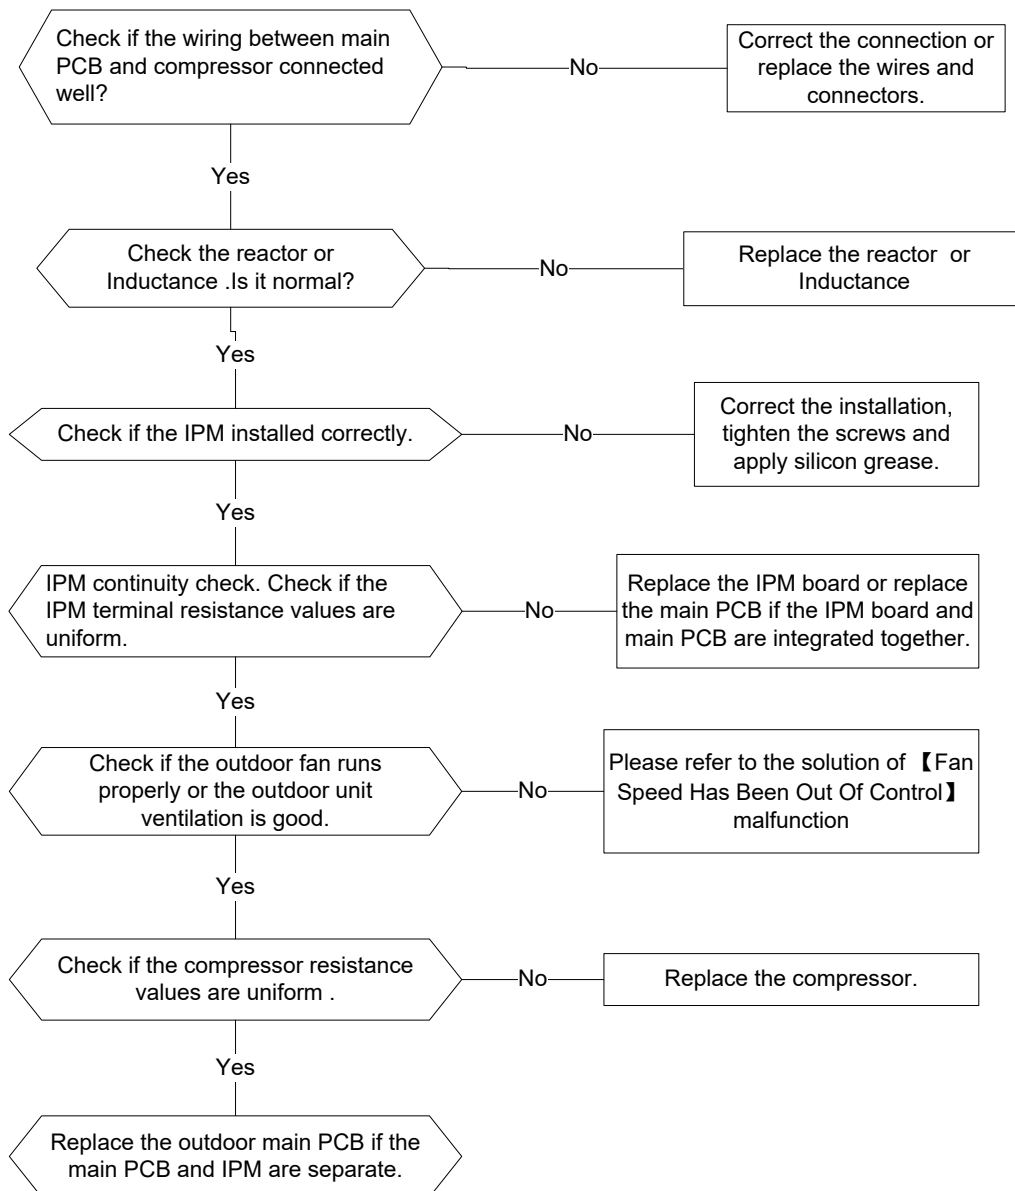 Check if the wiring between main
PCB and compressor connected
well?
No
Correct the connection or
replace the wires and
connectors.
Yes
Check the reactor or
Inductance .Is it normal?
No
Replace the reactor or
Inductance
Yes
Check if the IPM installed correctly.
No
Correct the installation,
tighten the screws and
apply silicon grease.
Yes
IPM continuity check. Check if the
IPM terminal resistance values are
uniform.
No
Replace the IPM board or replace
the main PCB if the IPM board and
main PCB are integrated together.
Yes
Check if the outdoor fan runs
properly or the outdoor unit
ventilation is good.
No
Please refer to the solution of 【Fan
Speed Has Been Out Of Control】
malfunction
Yes
Check if the compressor resistance
values are uniform .
No
Replace the compressor.
Yes
Replace the outdoor main PCB if the
main PCB and IPM are separate.